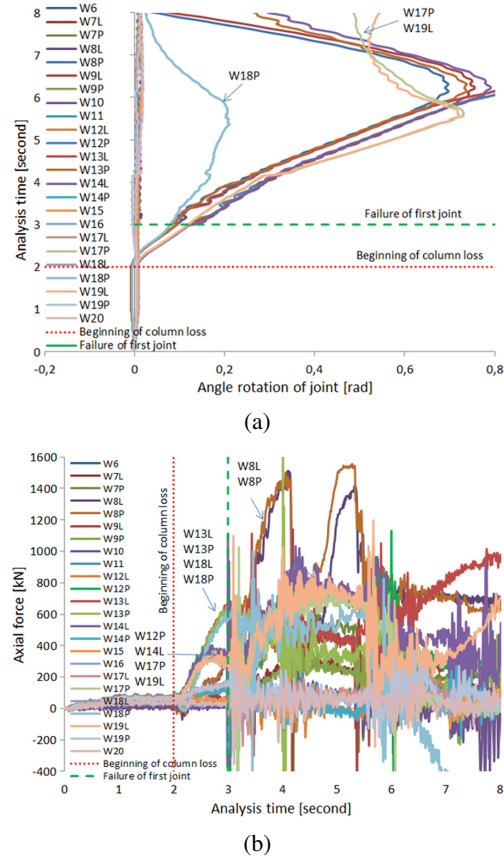 8
7
6
5
4
3
2
1
0
Analysis time [second]
W6
W7L
W7P
W8L
W8P
W9L
W9P
W10
W11
W12L
W12P
W13L
W13P
W14L
W14P
W15
W16
W17L
W17P
W18L
W18P
W19L
W19P
W20
Beginning of column loss
Failure of first joint
W17P
W19L
W18P
Failure of first joint
Beginning of column loss
-0,2 0 0,2 0,4 0,6 0,8
Angle rotation of joint [rad]
(a)
1600
1400
1200
1000
800
600
400
200
0
-200
-400
Axial force [kN]
W6
W7L
W7P
W8L
W8P
W9L
W9P
W10
W11
W12L
W12P
W13L
W13P
W14L
W14P
W15
W16
W17L
W17P
W18L
W18P
W19L
W19P
W20
Beginning of column loss
Failure of first joint
Beginning of column loss
W8L
W8P
W13L
W13P
W18L
W18P
W12P
W14L
W17P
W19L
0 1 2 3 4 5 6 7 8
Analysis time [second]
(b)